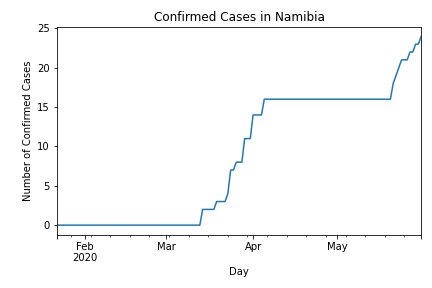 Confirmed Cases in Namibia
Number of Confirmed Cases
25
20
15
10
5
0
Feb
2020
Mar
Apr
May
Day